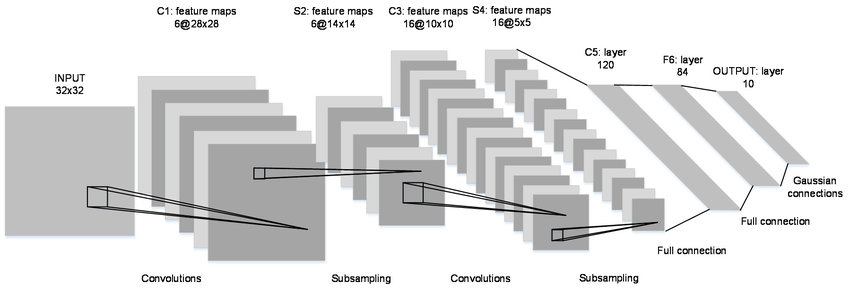 C1: feature maps
6@28x28
S2: feature maps
6@14x14
C3: feature maps
16@10x10
S4: feature maps
16@5x5
INPUT
32x32
C5: layer
120
F6: layer
84
OUTPUT: layer
10
Gaussian
connections
Full connection
Full connection
Convolutions
Subsampling
Convolutions
Subsampling